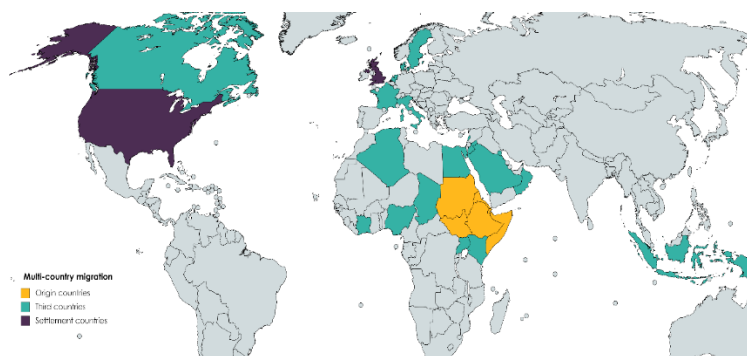 Multi-country migration
Origin countries
Third countries
Settlement countries